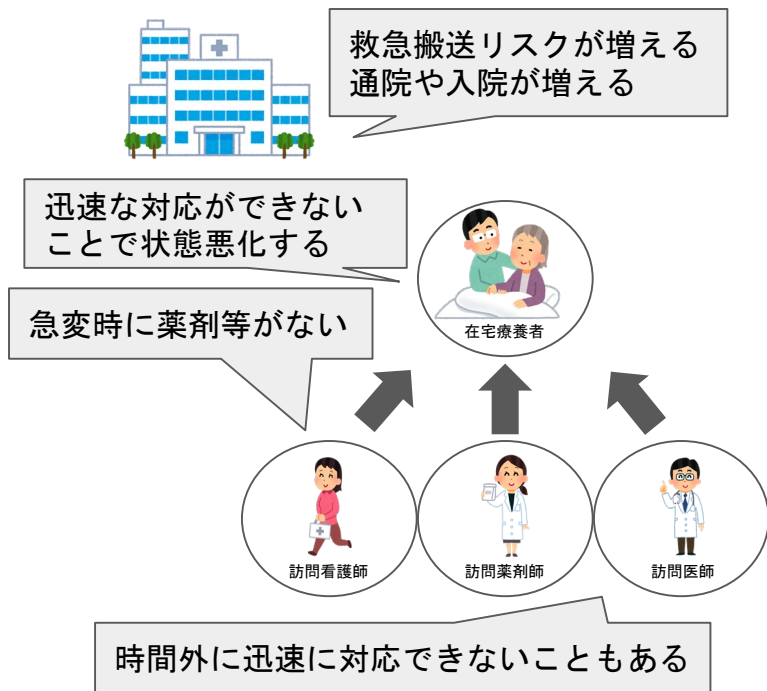 救急搬送リスクが増える
通院や入院が増える
迅速な対応ができない
ことで状態悪化する
在宅療養者
急変時に薬剤等がない
訪問看護師
訪問薬剤師
訪問医師
時間外に迅速に対応できないこともある